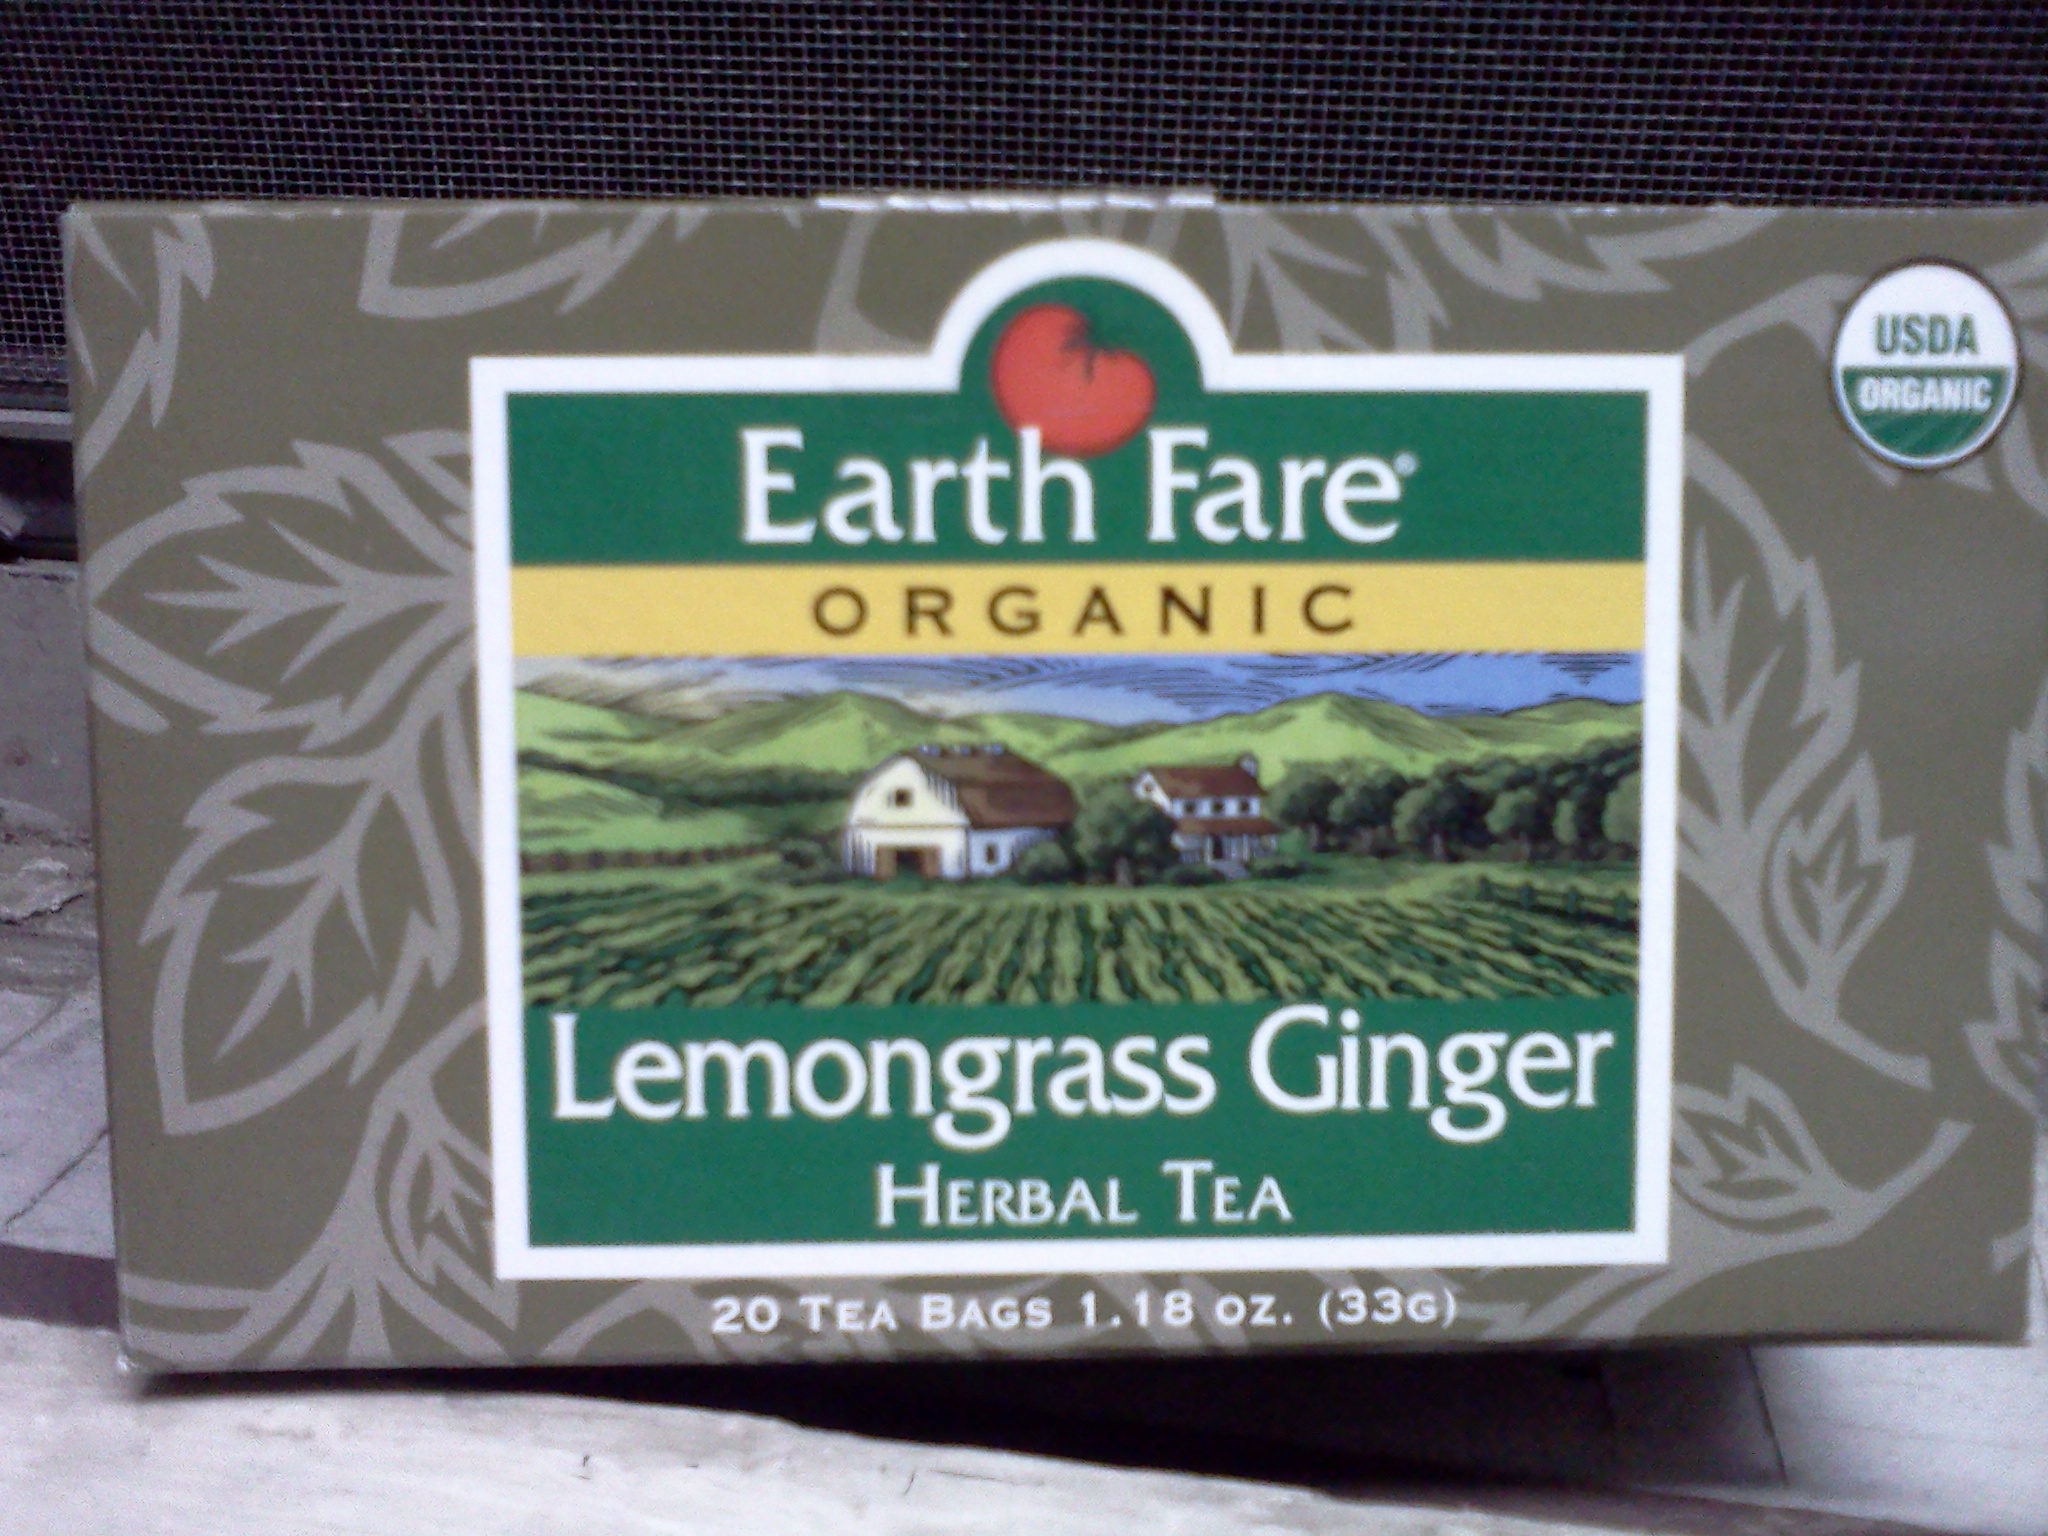 USDA
ORGANIC
Earth Fare®
ORGANIC
Lemongrass Ginger
HERBAL TEA
20 TEA BAGS 1.18 OZ. (33G)